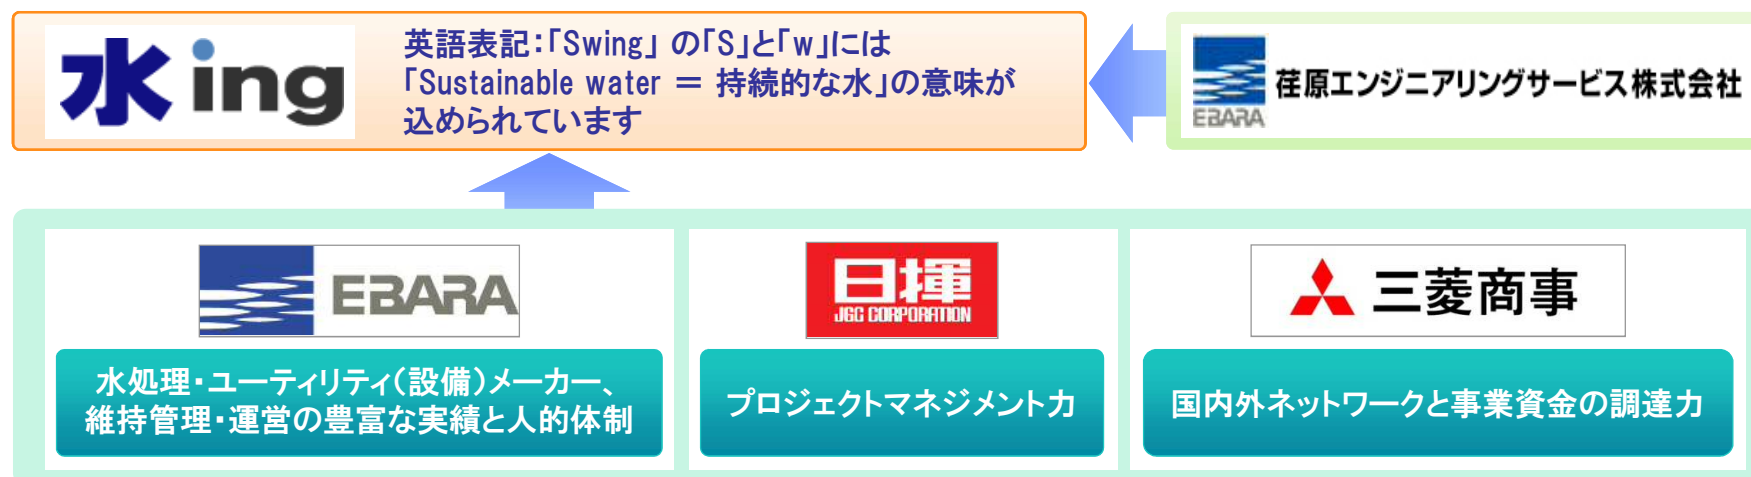 水ing
英語表記:「Swing」 の「S」と「w」には
「Sustainable water = 持続的な水」の意味が
込められています
EBARA
荏原エンジニアリングサービス株式会社
EBARA
水処理・ユーティリティ(設備)メーカー、
維持管理・運営の豊富な実績と人的体制
日揮
JGC CORPORATION
プロジェクトマネジメント力
三菱商事
国内外ネットワークと事業資金の調達力